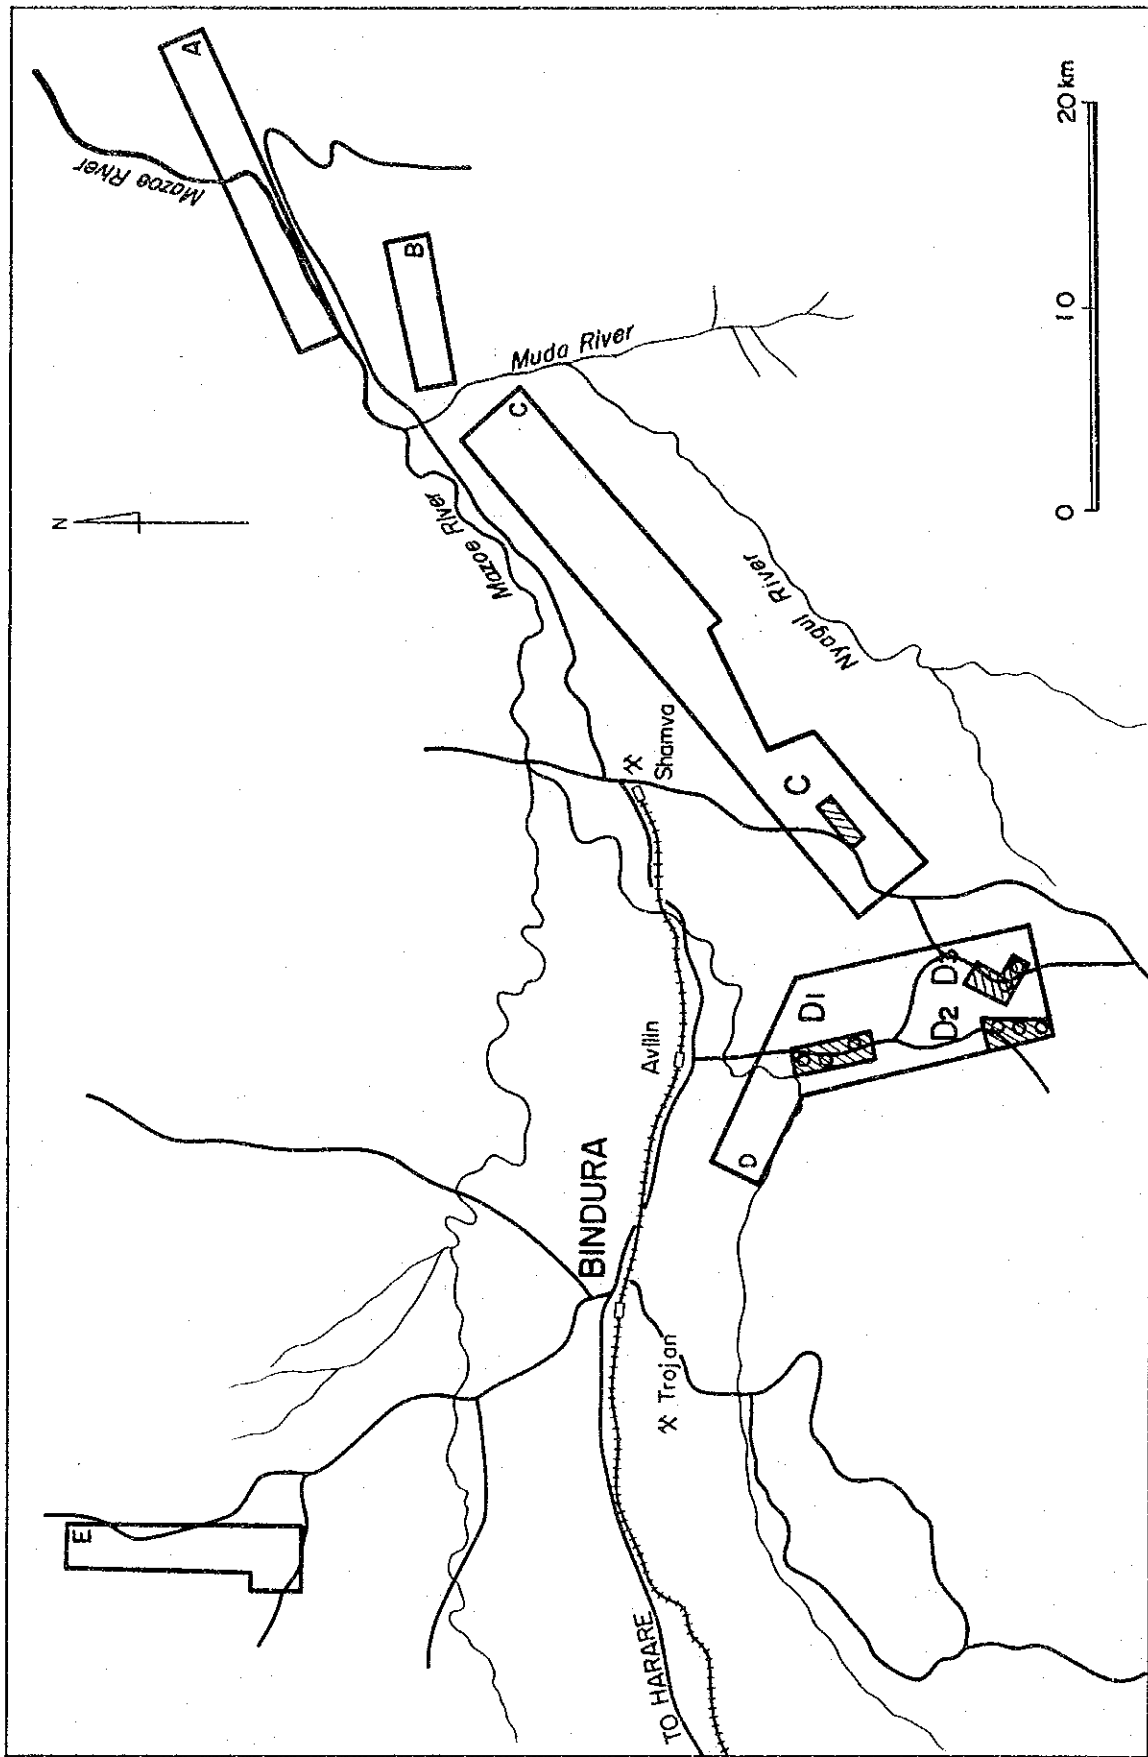 N
E
A
Mazoe River
B
Muda River
C
Mazoe River
Nyagui River
Shamva
C
Avilin
BINDURA
Trojan
TO HARARE
D
D1
D2
D3
0 10 20 km